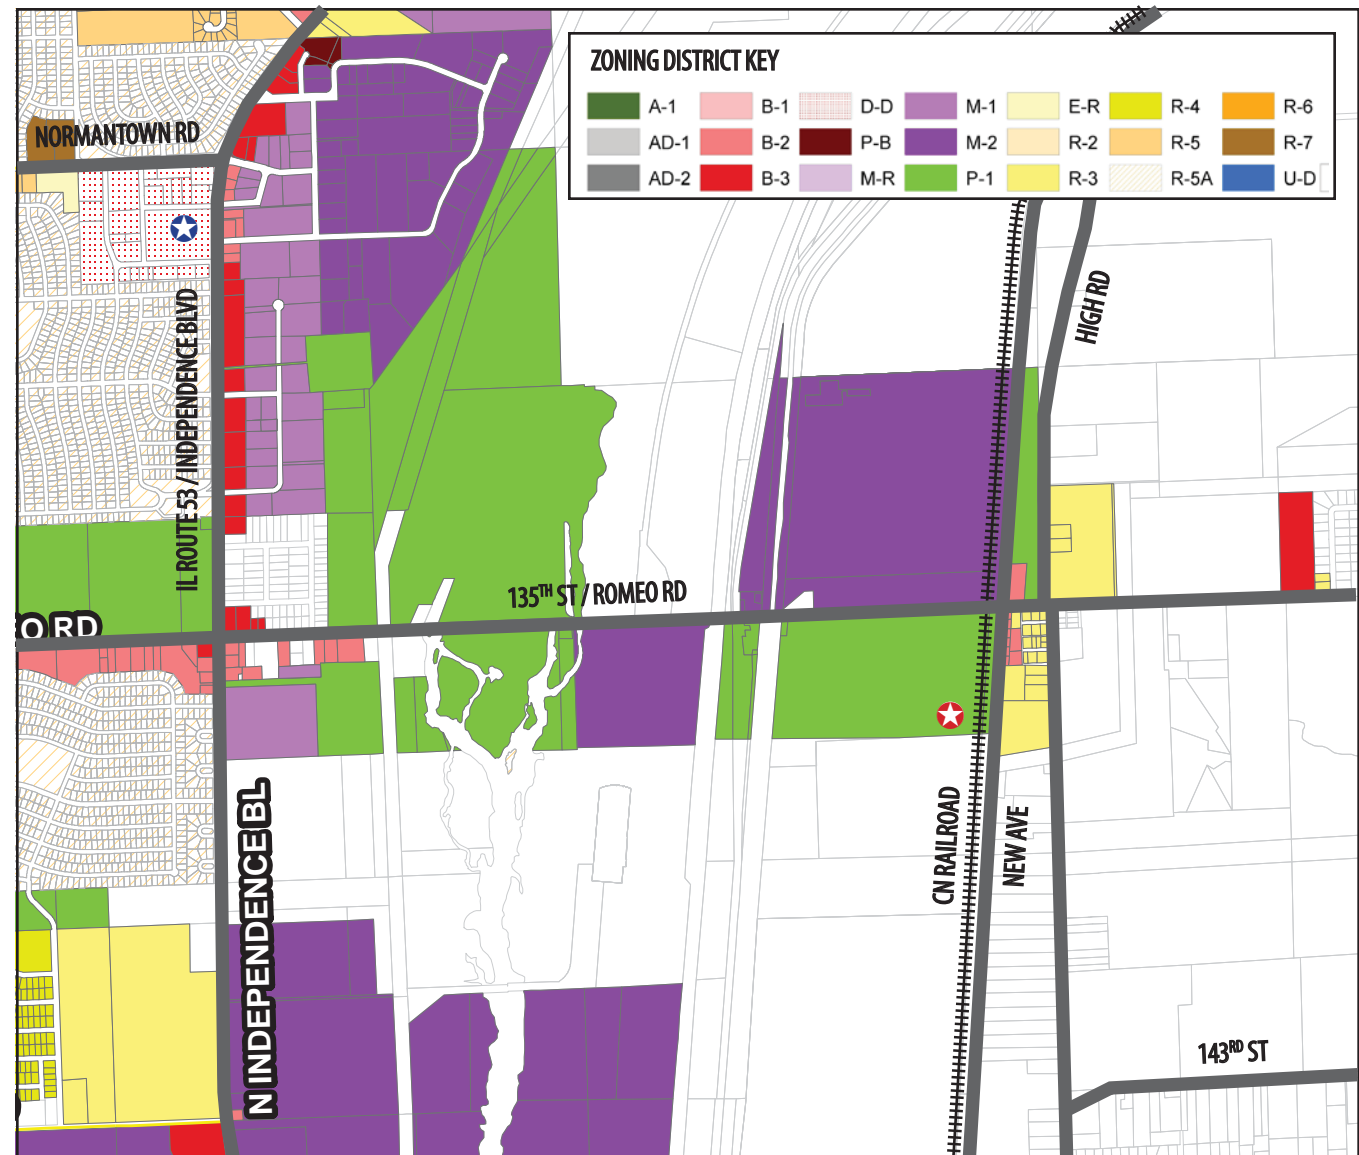 ZONING DISTRICT KEY
A-1 B-1 D-D M-1 E-R R-4 R-6
AD-1 B-2 P-B M-2 R-2 R-5 R-7
AD-2 B-3 M-R P-1 R-3 R-5A U-D
NORMANTOWN RD
IL ROUTE 53 / INDEPENDENCE BLVD
HIGH RD
135TH ST / ROMEO RD
O RD
N INDEPENDENCE BL
CN RAILROAD
NEW AVE
143RD ST